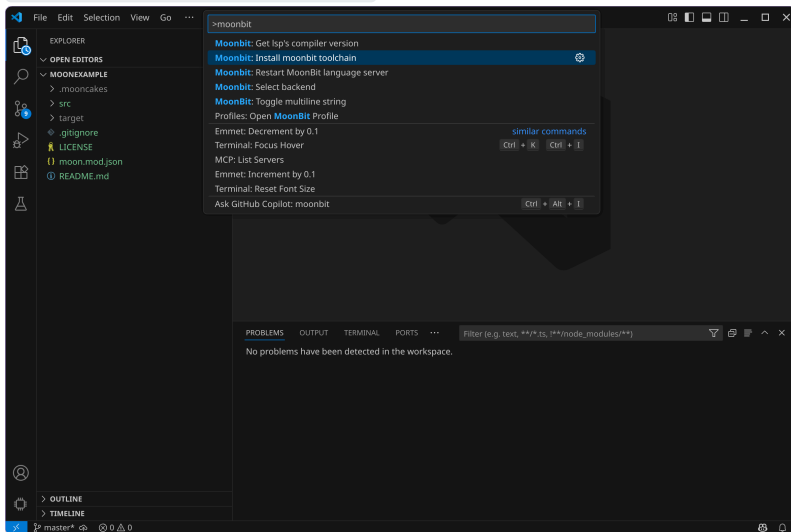 File Edit Selection View Go ···
>moonbit
Moonbit: Get lsp's compiler version
Moonbit: Install moonbit toolchain
Moonbit: Restart MoonBit language server
Moonbit: Select backend
MoonBit: Toggle multiline string
Profiles: Open MoonBit Profile
Emmet: Decrement by 0.1 similar commands
Terminal: Focus Hover Ctrl + K Ctrl + I
MCP: List Servers
Emmet: Increment by 0.1
Terminal: Reset Font Size
Ask GitHub Copilot: moonbit Ctrl + Alt + I
EXPLORER
OPEN EDITORS
MOONEXAMPLE
.mooncakes
src
target
.gitignore
LICENSE
{} moon.mod.json
README.md
9
PROBLEMS OUTPUT TERMINAL PORTS ··· Filter (e.g. text, **/*.ts, !**/node_modules/**)
No problems have been detected in the workspace.
OUTLINE
TIMELINE
master* 0 0